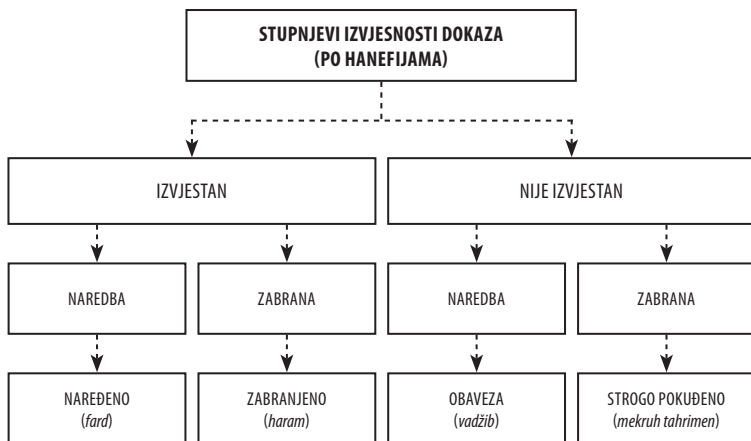 STUPNJEVI IZVJESNOSTI DOKAZA
(PO HANEFIJAMA)
IZVJESTAN
NIJE IZVJESTAN
NAREDBA
ZABRANA
NAREDBA
ZABRANA
NAREĐENO
(fard)
ZABRANJENO
(haram)
OBAVEZA
(vadžib)
STROGO POKUĐENO
(mekruh tahrimen)